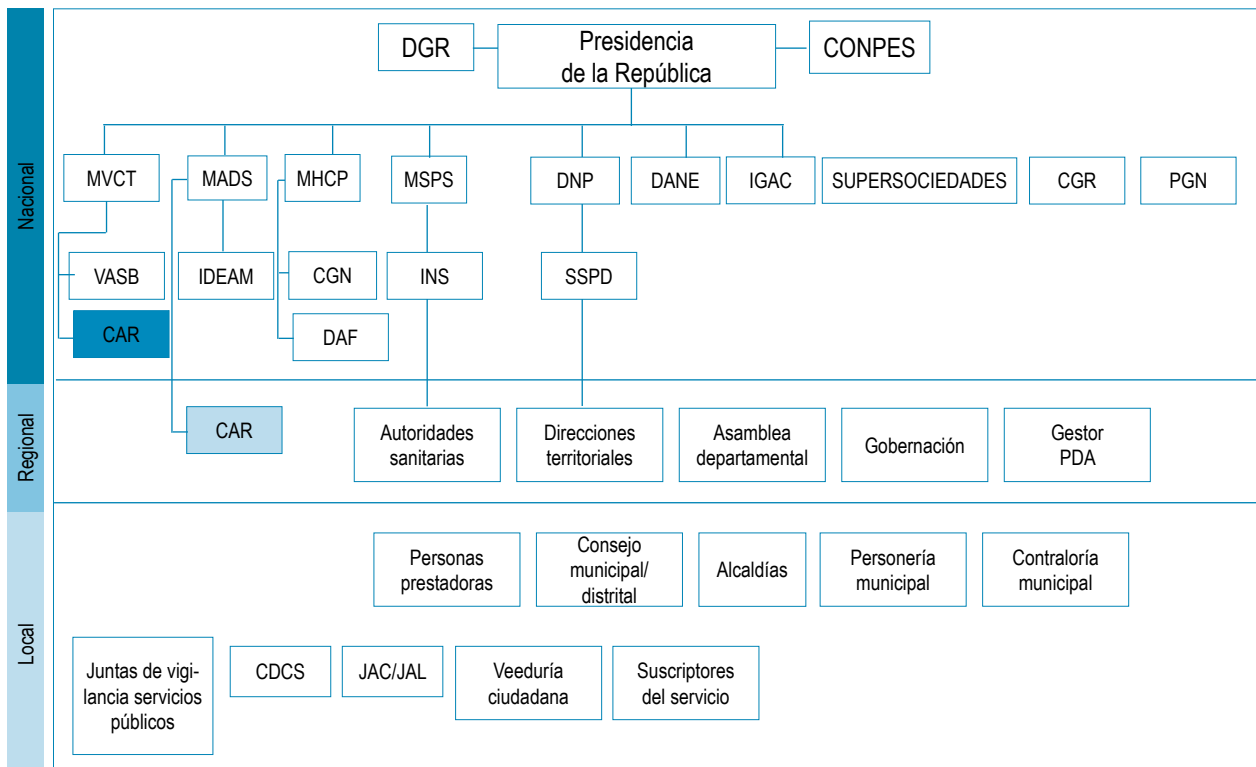 Nacional
DGR
Presidencia
de la República
CONPES
MVCT
MADS
MHCP
MSPS
DNP
DANE
IGAC
SUPERSOCIEDADES
CGR
PGN
VASB
IDEAM
CGN
INS
SSPD
CAR
DAF
Regional
CAR
Autoridades
sanitarias
Direcciones
territoriales
Asamblea
departamental
Gobernación
Gestor
PDA
Local
Personas
prestadoras
Consejo
municipal/
distrital
Alcaldías
Personería
municipal
Contraloría
municipal
Juntas de vigi-
lancia servicios
públicos
CDCS
JAC/JAL
Veeduría
ciudadana
Suscriptores
del servicio